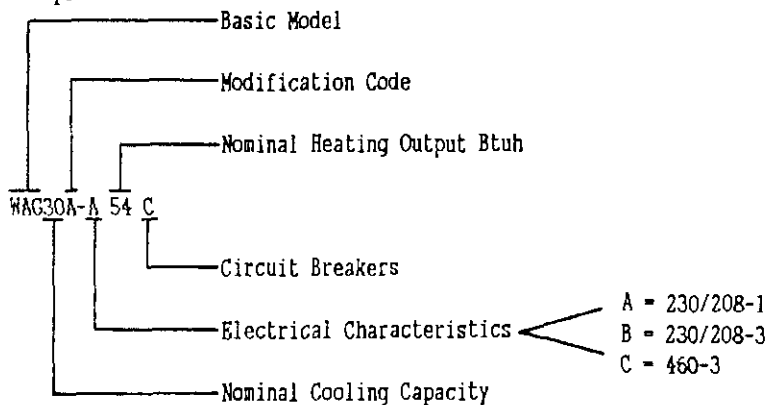 Basic Model
Modification Code
Nominal Heating Output Btuh
WAG30A-A 54 C
Circuit Breakers
Electrical Characteristics
A = 230/208-1
B = 230/208-3
C = 460-3
Nominal Cooling Capacity